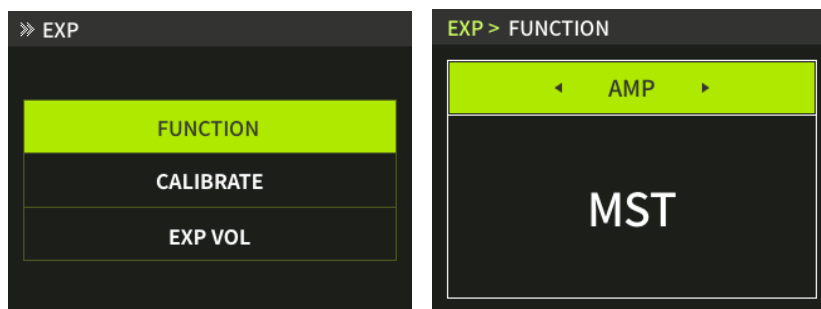 » EXP
FUNCTION
CALIBRATE
EXP VOL
EXP > FUNCTION
AMP
MST